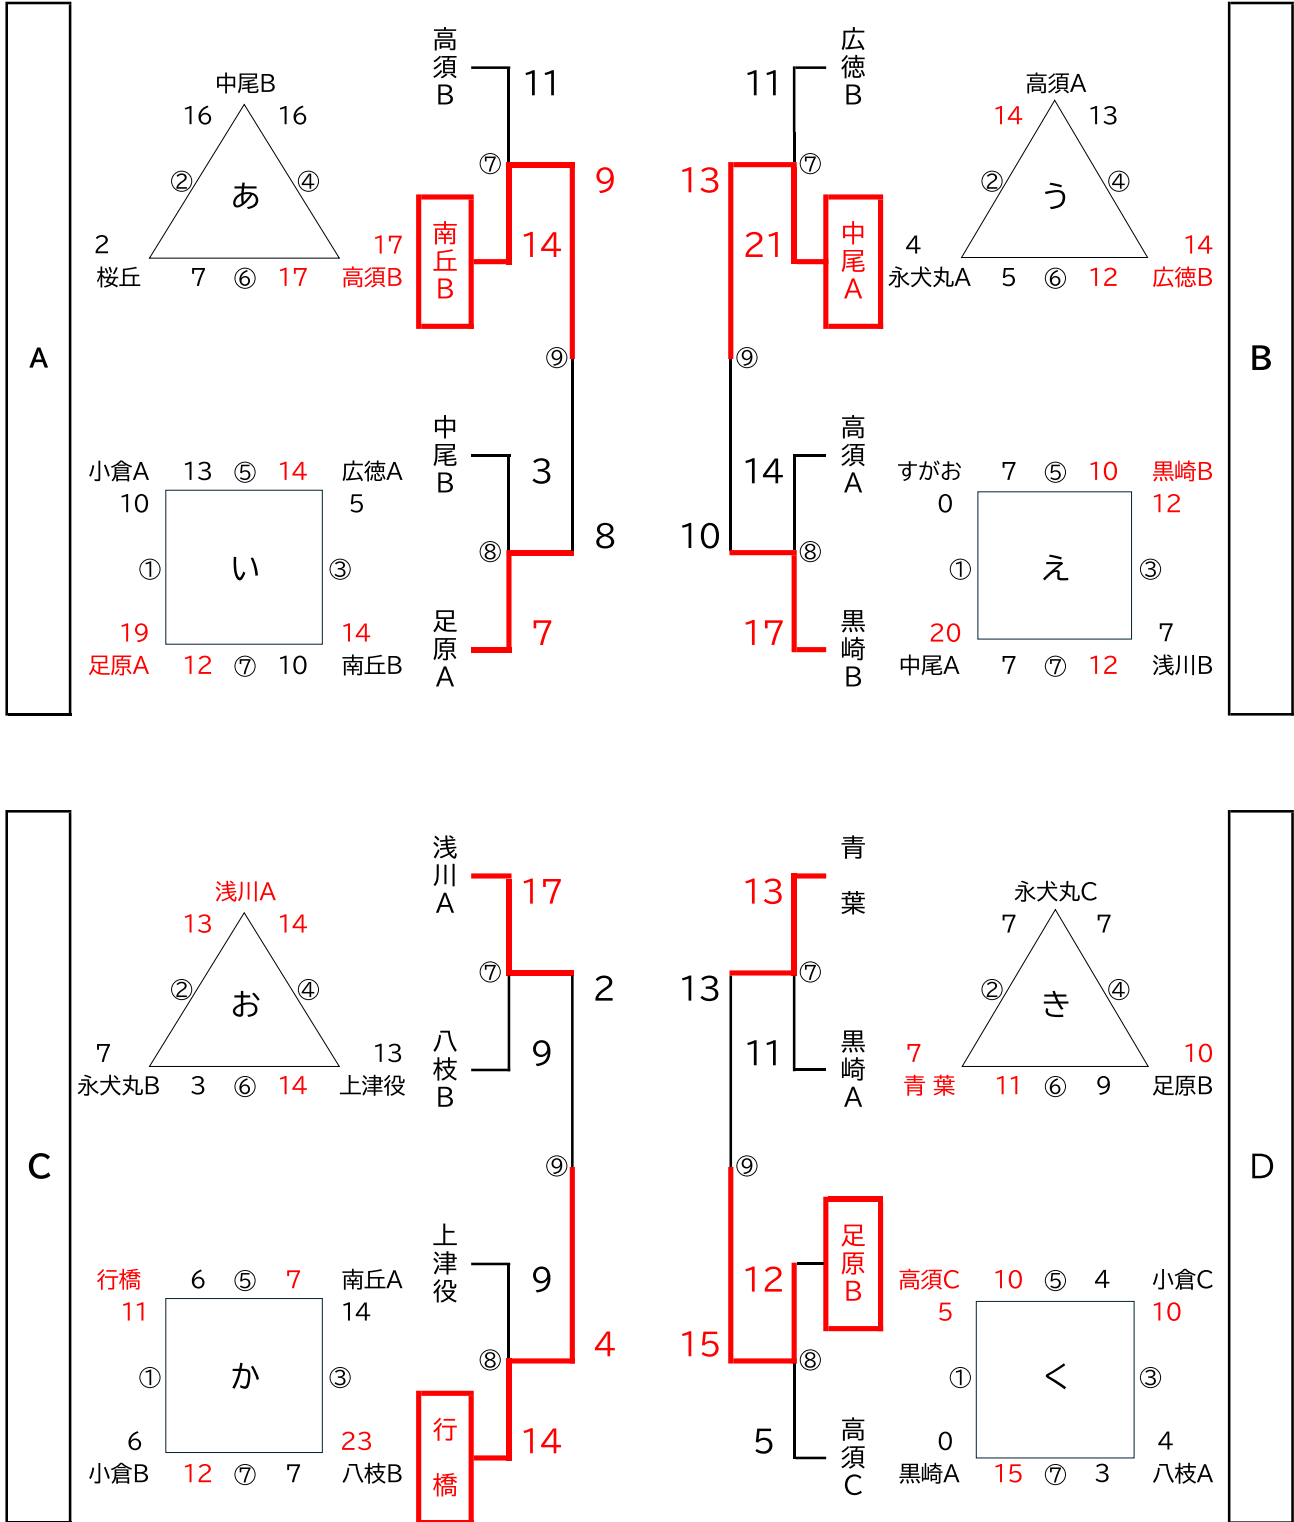 A
中尾B
16 16
② ④
あ
2 17
桜丘 7 ⑥ 17 高須B
小倉A 13 ⑤ 14 広徳A
10 5
① い ③
19 14
足原A 12 ⑦ 10 南丘B
高須B
11
⑦
9
南丘B
14
⑨
中尾B
3
8
⑧
足原A
7
広徳B
11
⑦
13
中尾A
21
⑨
高須A
14
10
⑧
黒崎B
17
高須A
14 13
② ④
う
4 14
永犬丸A 5 ⑥ 12 広徳B
すがお 7 ⑤ 10 黒崎B
0 12
① え ③
20 7
中尾A 7 ⑦ 12 浅川B
B
C
浅川A
13 14
② ④
お
7 13
永犬丸B 3 ⑥ 14 上津役
行橋 6 ⑤ 7 南丘A
11 14
① か ③
6 23
小倉B 12 ⑦ 7 八枝B
浅川A
17
⑦
2
八枝B
9
⑨
上津役
9
4
⑧
行橋
14
青葉
13
⑦
13
黒崎A
11
⑨
足原B
12
15
⑧
高須C
5
永犬丸C
7 7
② ④
き
7 10
青 葉 11 ⑥ 9 足原B
高須C 10 ⑤ 4 小倉C
5 10
① く ③
0 4
黒崎A 15 ⑦ 3 八枝A
D